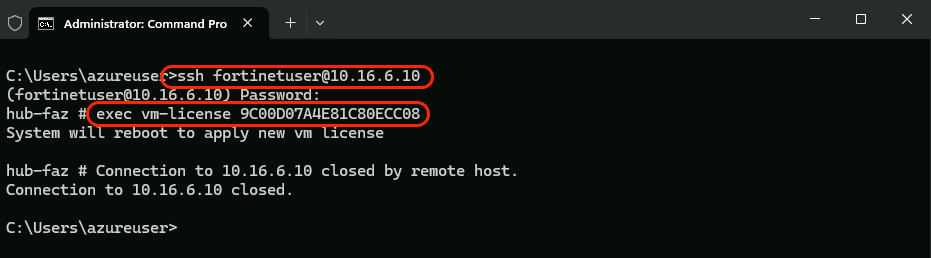 Administrator: Command Pro
C:\Users\azureuser>ssh fortinetuser@10.16.6.10
(fortinetuser@10.16.6.10) Password:
hub-faz # exec vm-license 9C00D07A4E81C80ECC08
System will reboot to apply new vm license
hub-faz # Connection to 10.16.6.10 closed by remote host.
Connection to 10.16.6.10 closed.
C:\Users\azureuser>